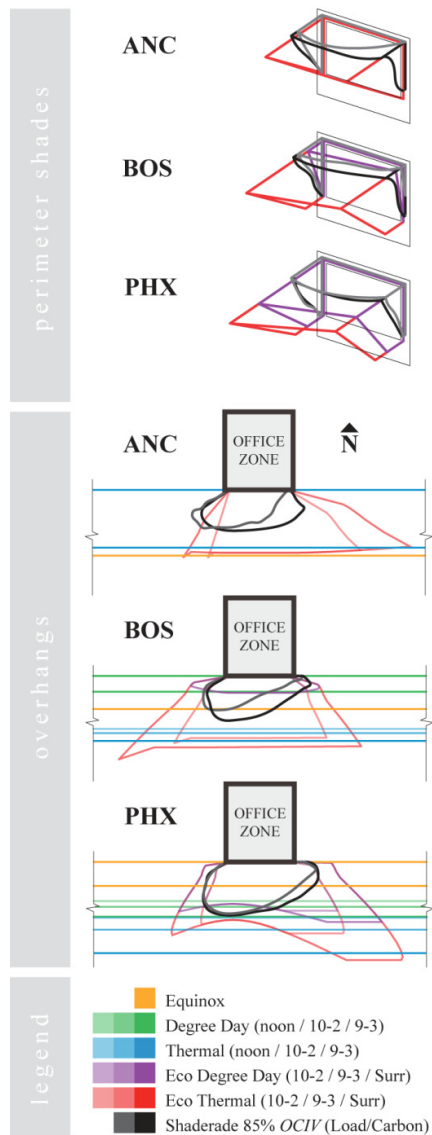 perimeter shades
ANC
BOS
PHX
overhangs
ANC
OFFICE
ZONE
N
BOS
OFFICE
ZONE
PHX
OFFICE
ZONE
legend
Equinox
Degree Day (noon / 10-2 / 9-3)
Thermal (noon / 10-2 / 9-3)
Eco Degree Day (10-2 / 9-3 / Surr)
Eco Thermal (10-2 / 9-3 / Surr)
Shaderade 85% OCIV (Load/Carbon)